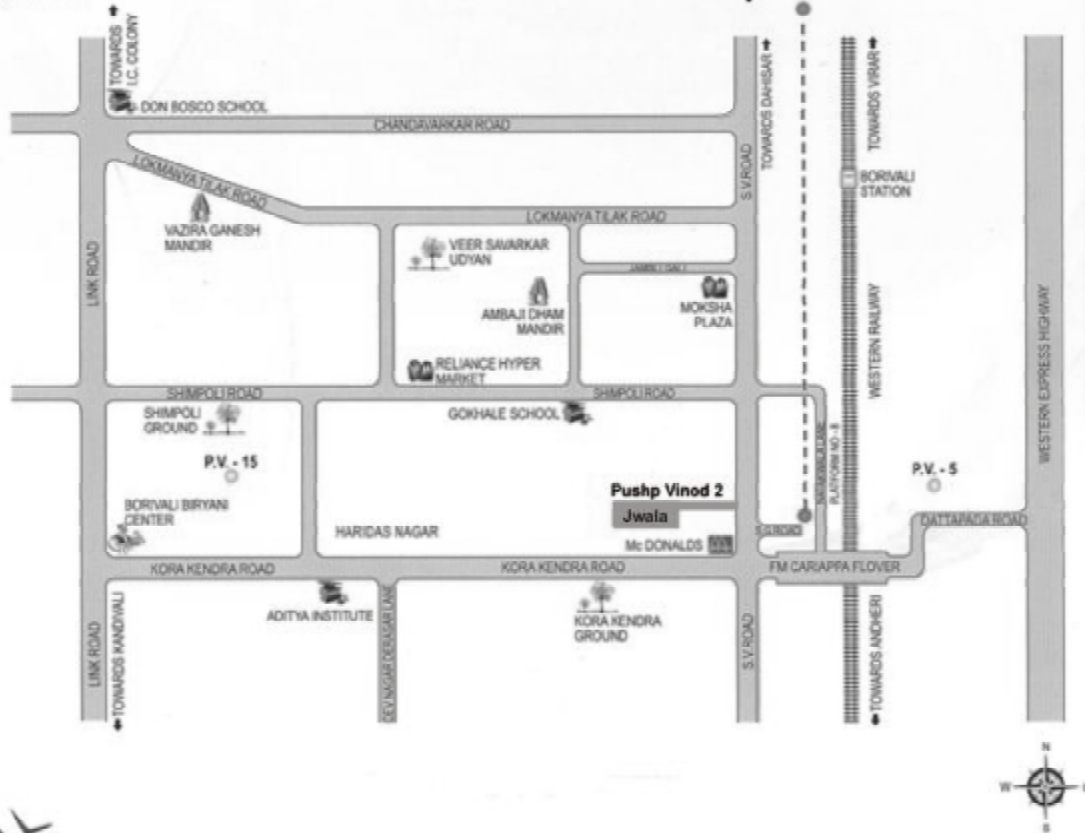 TOWARDS
I.C. COLONY
DON BOSCO SCHOOL
CHANDAVARKAR ROAD
TOWARDS DAHISAR
TOWARDS VIRAR
S.V.ROAD
BORIVALI
STATION
LOKMANYA TILAK ROAD
LOKMANYA TILAK ROAD
VAZIRA GANESH
MANDIR
VEER SAVARKAR
UDYAN
LINK ROAD
AMBAJI DHAM
MANDIR
MOKSHA
PLAZA
WESTERN RAILWAY
WESTERN EXPRESS HIGHWAY
RELIANCE HYPER
MARKET
SHIMPOLI ROAD
SHIMPOLI ROAD
SHIMPOLI
GROUND
GOKHALE SCHOOL
PLATFORM NO - 8
P.V. - 15
P.V. - 5
Pushp Vinod 2
Jwala
BORIVALI BIRYANI
CENTER
HARIDAS NAGAR
Mc DONALDS
DATTAPADA ROAD
KORA KENDRA ROAD
KORA KENDRA ROAD
FM CARIAPPA FLOVER
ADITYA INSTITUTE
KORA KENDRA
GROUND
DEV NAGAR DERASAR LANE
LINK ROAD
TOWARDS KANDIVALI
S.V.ROAD
TOWARDS ANDHERI
N
W
S